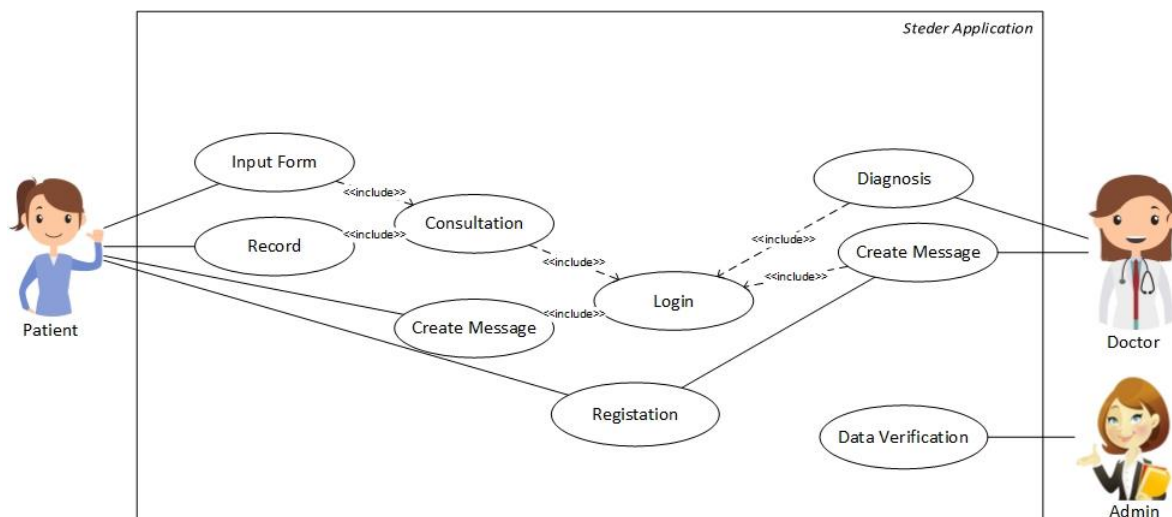 Steder Application
Input Form
<<include>>
Diagnosis
Consultation
Record
<<include>>
<<include>>
Create Message
<<include>>
<<include>>
Login
Create Message
<<include>>
Patient
Doctor
Registation
Data Verification
Admin